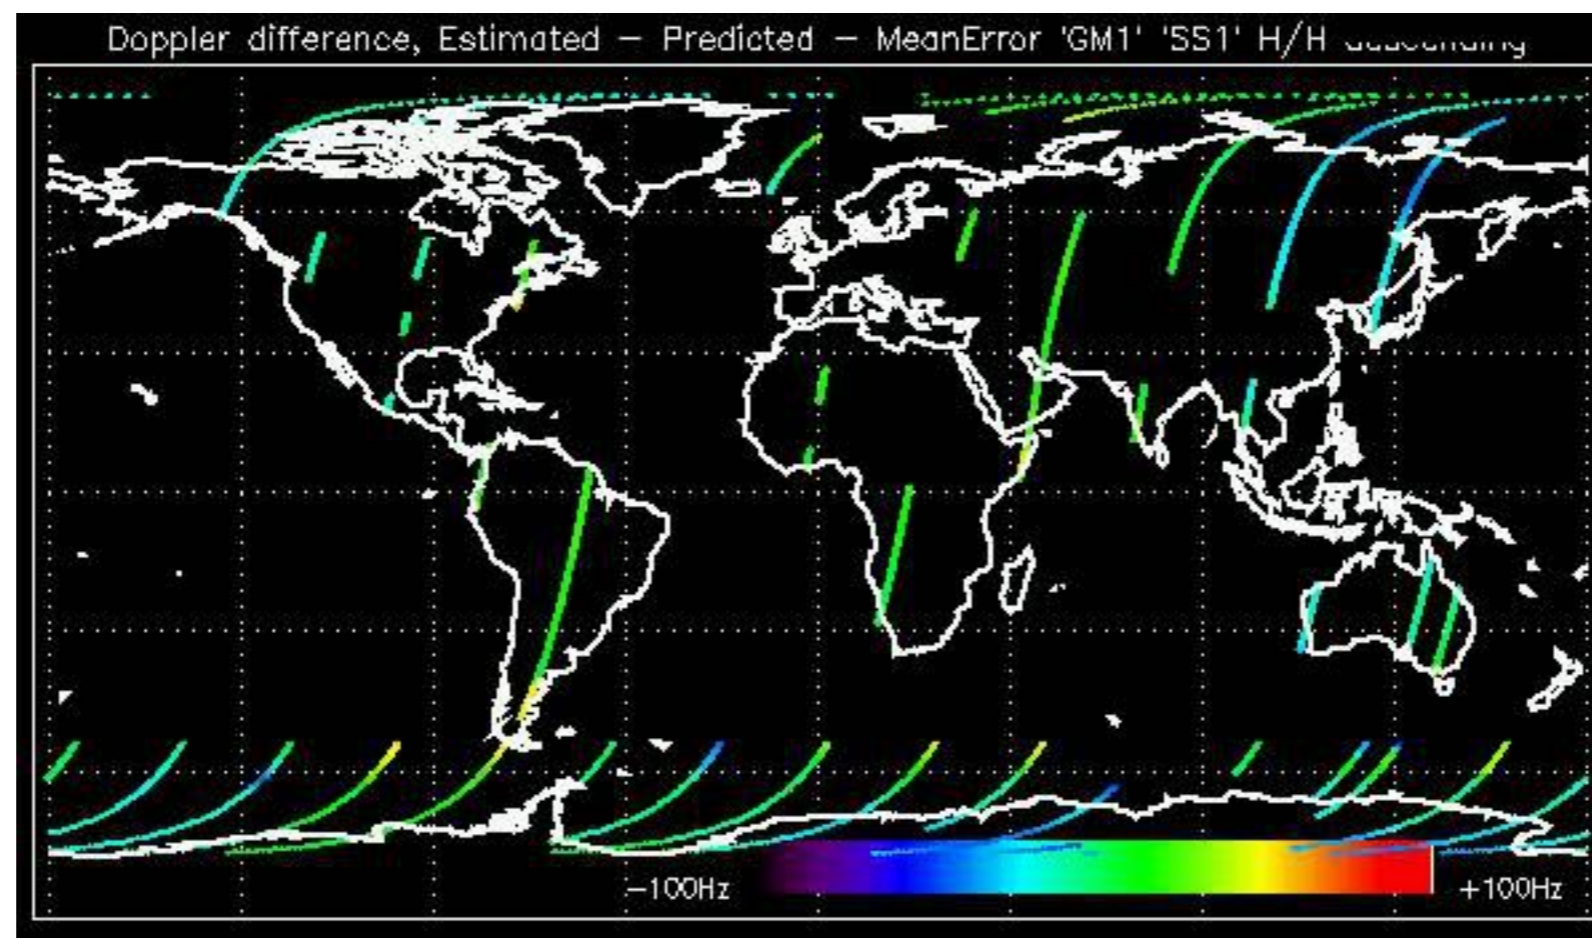 Doppler difference, Estimated — Predicted — MeanError 'GM1' 'SS1' H/H
—100Hz
+100Hz